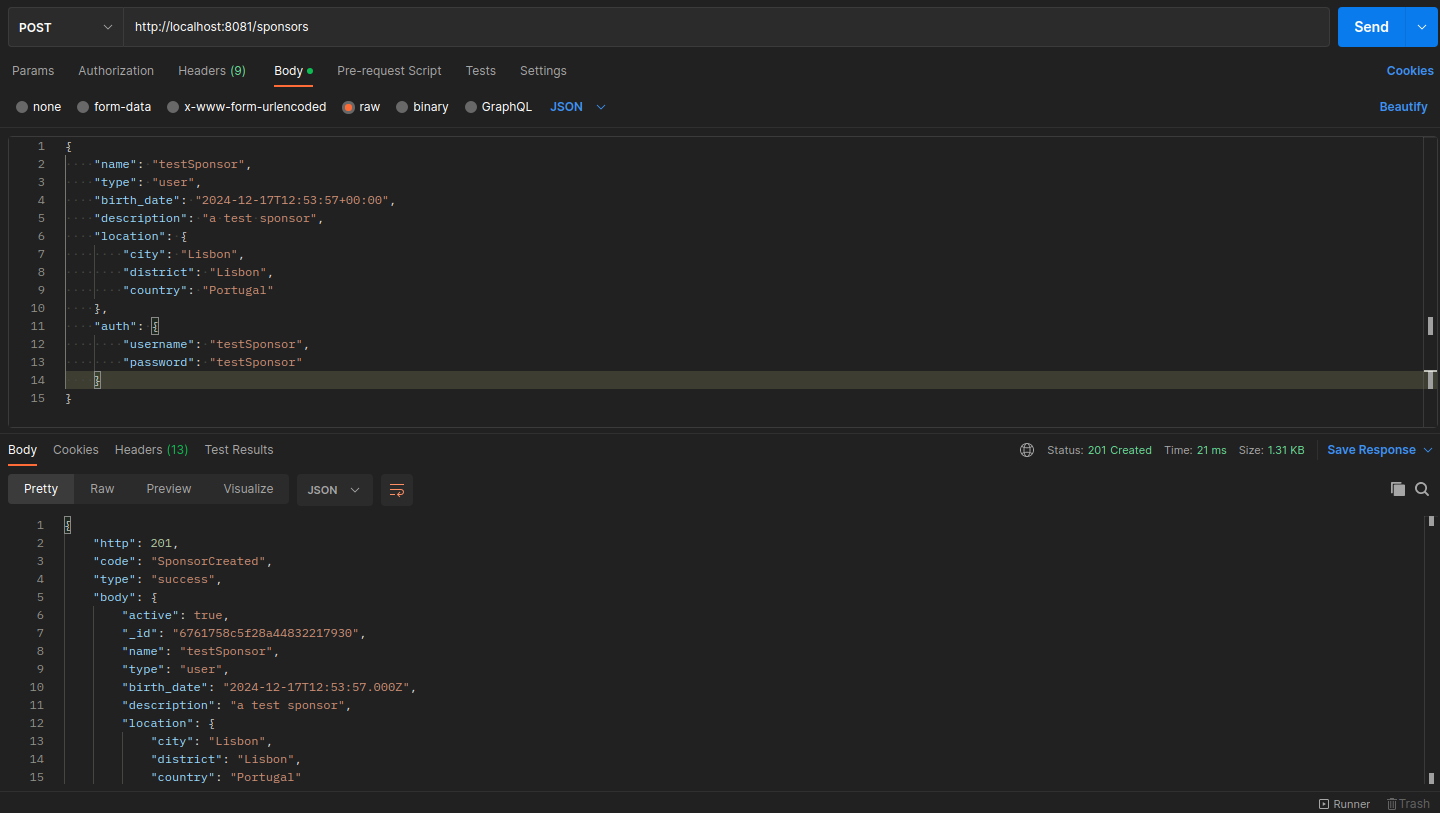 POST http://localhost:8081/sponsors Send
Params Authorization Headers (9) Body Pre-request Script Tests Settings Cookies
none form-data x-www-form-urlencoded raw binary GraphQL JSON Beautify
1 {
2 "name": "testSponsor",
3 "type": "user",
4 "birth_date": "2024-12-17T12:53:57+00:00",
5 "description": "a test sponsor",
6 "location": {
7 "city": "Lisbon",
8 "district": "Lisbon",
9 "country": "Portugal"
10 },
11 "auth": {
12 "username": "testSponsor",
13 "password": "testSponsor"
14 }
15 }
Body Cookies Headers (13) Test Results Status: 201 Created Time: 21 ms Size: 1.31 KB Save Response
Pretty Raw Preview Visualize JSON
1 {
2 "http": 201,
3 "code": "SponsorCreated",
4 "type": "success",
5 "body": {
6 "active": true,
7 "_id": "6761758c5f28a44832217930",
8 "name": "testSponsor",
9 "type": "user",
10 "birth_date": "2024-12-17T12:53:57.000Z",
11 "description": "a test sponsor",
12 "location": {
13 "city": "Lisbon",
14 "district": "Lisbon",
15 "country": "Portugal"
Runner Trash